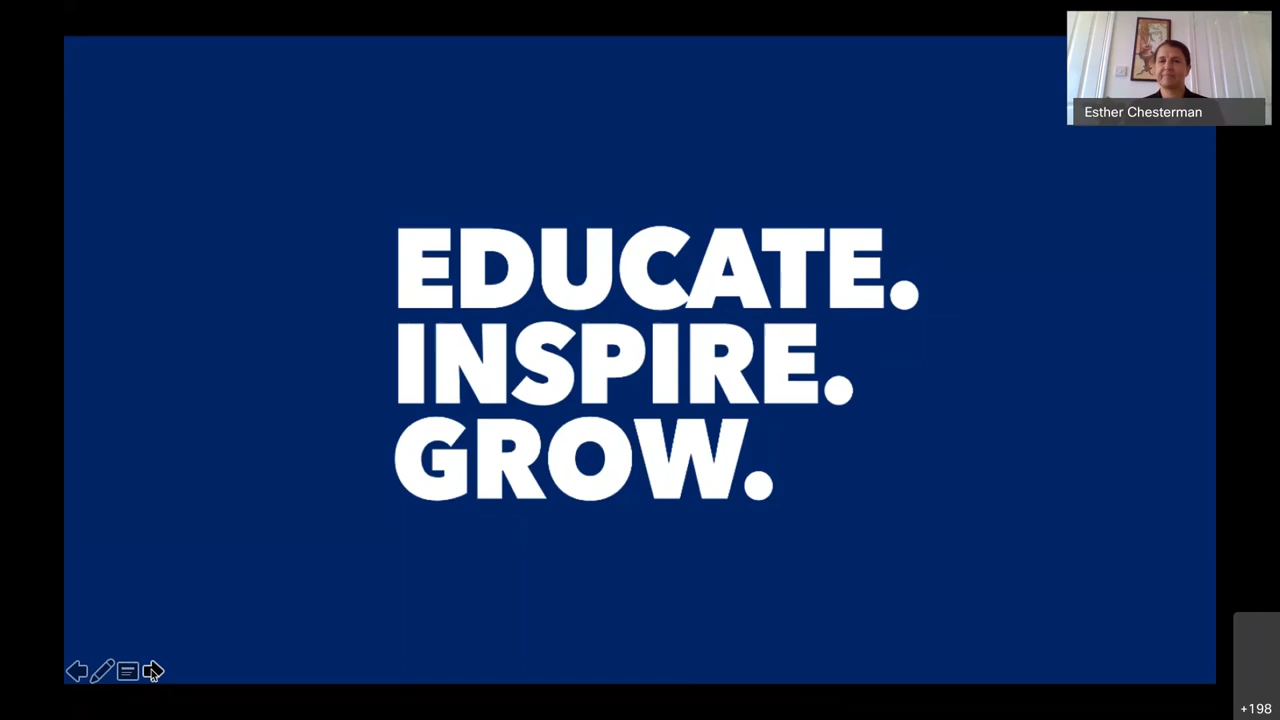 Esther Chesterman
EDUCATE.
INSPIRE.
GROW.
+198